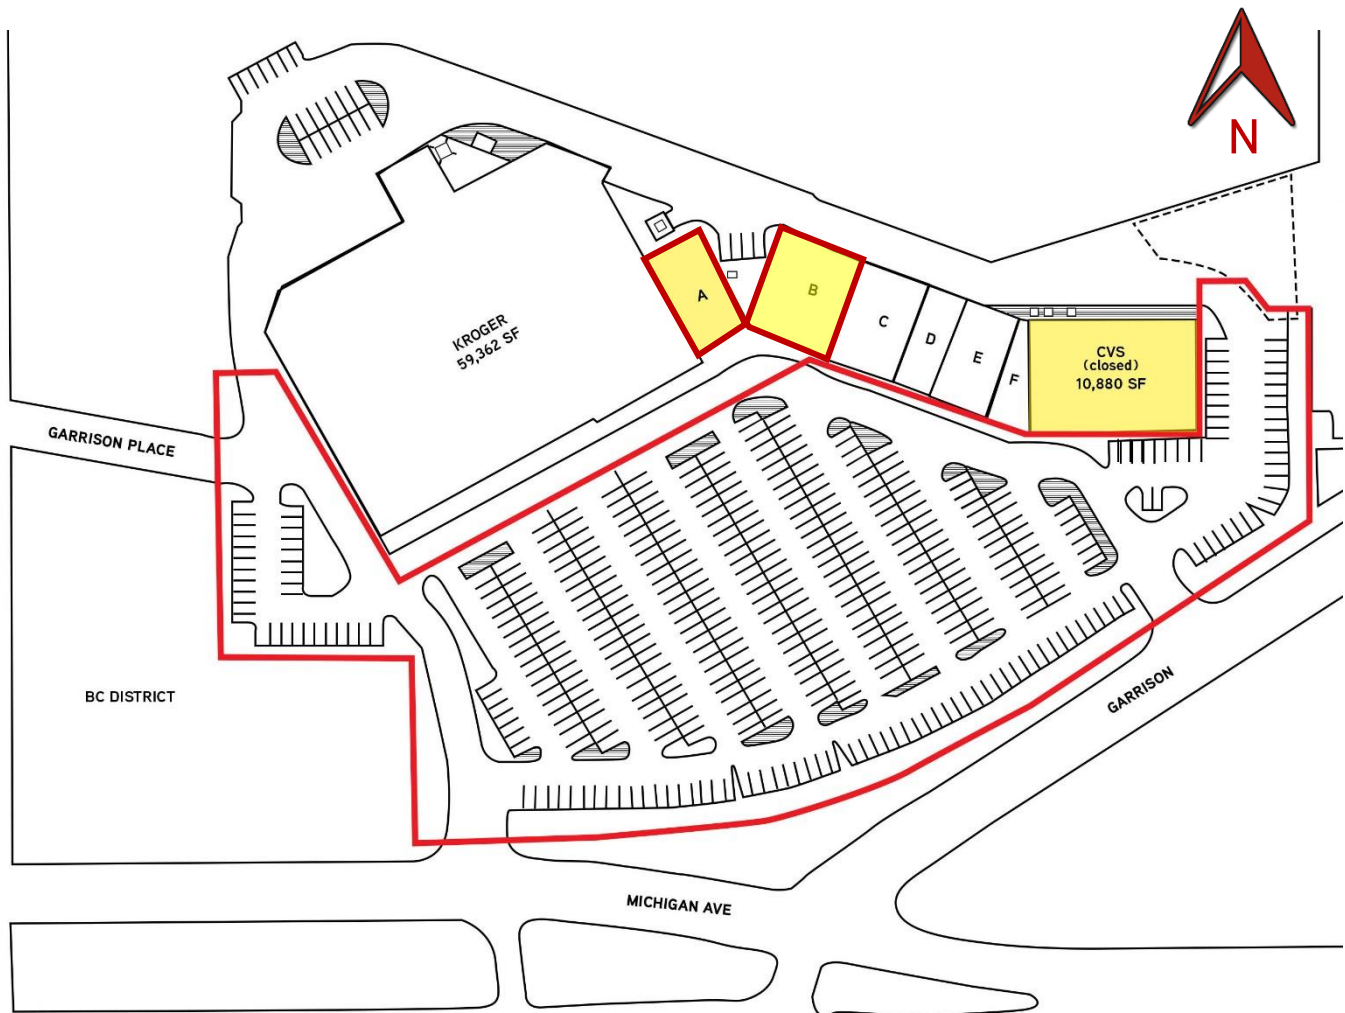 N
KROGER
59,362 SF
A
B
C
D
E
F
CVS
(closed)
10,880 SF
GARRISON PLACE
BC DISTRICT
GARRISON
MICHIGAN AVE